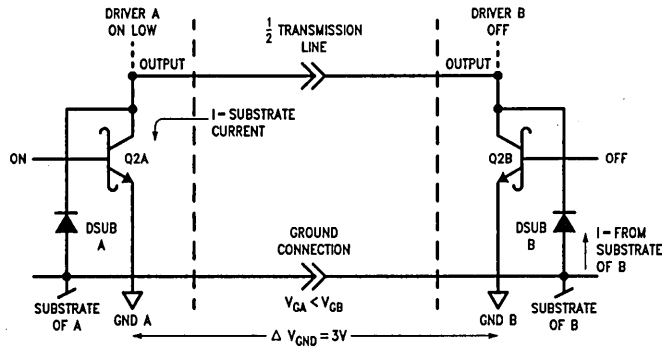 DRIVER A
ON LOW
1/2 TRANSMISSION
LINE
DRIVER B
OFF
OUTPUT
OUTPUT
I – SUBSTRATE
CURRENT
ON
Q2A
Q2B
OFF
DSUB
A
GROUND
CONNECTION
DSUB
B
I – FROM
SUBSTRATE
OF B
SUBSTRATE
OF A
GND A
V_GA < V_GB
GND B
SUBSTRATE
OF B
Δ V_GND = 3V